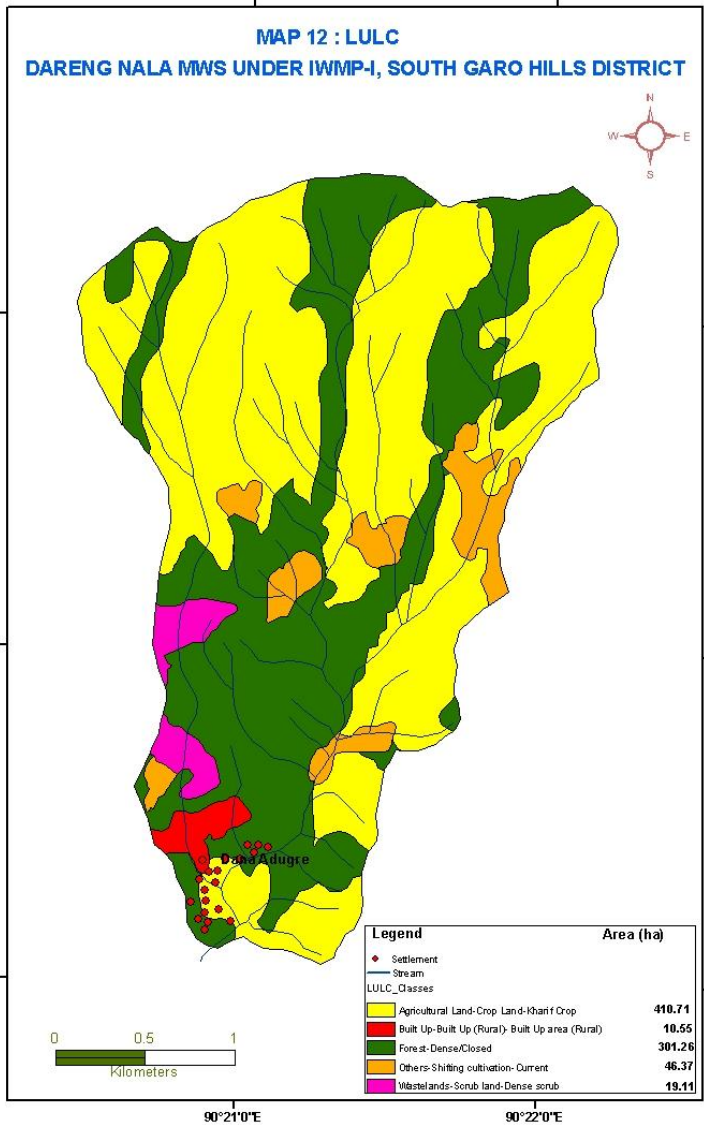 MAP 12 : LULC
DARENG NALA MWS UNDER IWMP-I, SOUTH GARO HILLS DISTRICT
N
W E
S
Dana Adugre
Legend Area (ha)
Settlement
Stream
LULC_Classes
Agricultural Land-Crop Land-Kharif Crop 410.71
Built Up-Built Up (Rural)- Built Up area (Rural) 10.55
Forest-Dense/Closed 301.26
Others-Shifting cultivation- Current 46.37
Wastelands-Scrub land-Dense scrub 19.11
0 0.5 1
Kilometers
90°21'0"E 90°22'0"E